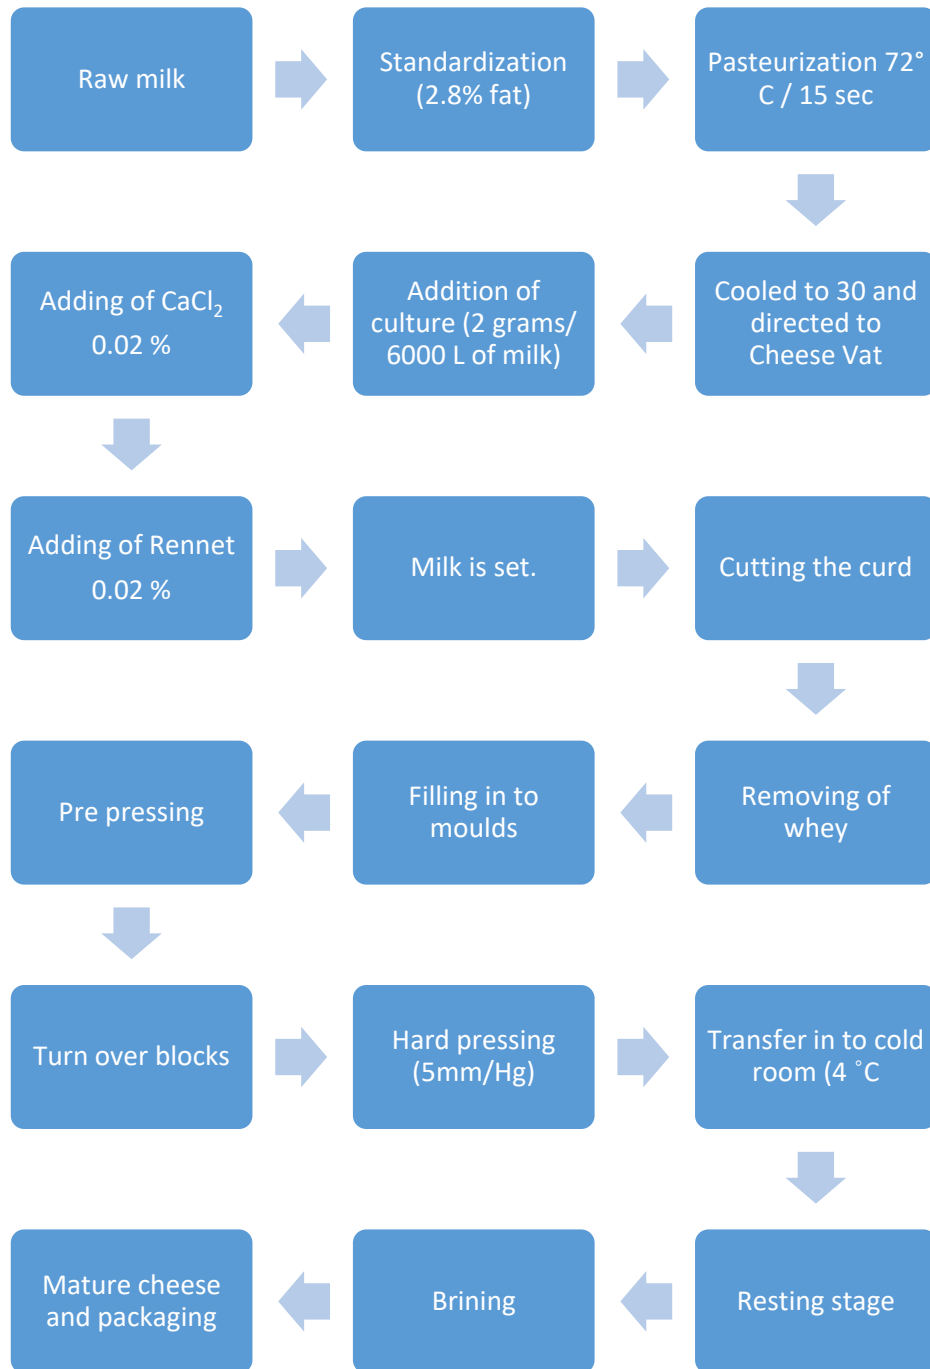 Raw milk
Standardization
(2.8% fat)
Pasteurization 72°
C / 15 sec
Cooled to 30 and
directed to
Cheese Vat
Addition of
culture (2 grams/
6000 L of milk)
Adding of CaCl₂
0.02 %
Adding of Rennet
0.02 %
Milk is set.
Cutting the curd
Removing of
whey
Filling in to
moulds
Pre pressing
Turn over blocks
Hard pressing
(5mm/Hg)
Transfer in to cold
room (4 ˚C
Resting stage
Brining
Mature cheese
and packaging